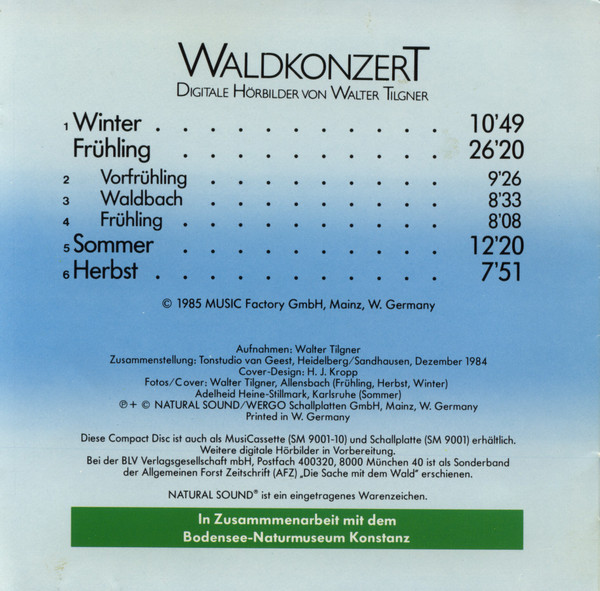 WALDKONZERT
DIGITALE HÖRBILDER VON WALTER TILGNER
1 Winter . . . . . . . . . . . 10'49
Frühling . . . . . . . . . . 26'20
2 Vorfrühling . . . . . . . . . 9'26
3 Waldbach . . . . . . . . . 8'33
4 Frühling . . . . . . . . . . 8'08
5 Sommer . . . . . . . . . . 12'20
6 Herbst . . . . . . . . . . . 7'51
© 1985 MUSIC Factory GmbH, Mainz, W. Germany
Aufnahmen: Walter Tilgner
Zusammenstellung: Tonstudio van Geest, Heidelberg/Sandhausen, Dezember 1984
Cover-Design: H. J. Kropp
Fotos/Cover: Walter Tilgner, Allensbach (Frühling, Herbst, Winter)
Adelheid Heine-Stillmark, Karlsruhe (Sommer)
℗ + © NATURAL SOUND/WERGO Schallplatten GmbH, Mainz, W. Germany
Printed in W. Germany
Diese Compact Disc ist auch als MusiCassette (SM 9001-10) und Schallplatte (SM 9001) erhältlich.
Weitere digitale Hörbilder in Vorbereitung.
Bei der BLV Verlagsgesellschaft mbH, Postfach 400320, 8000 München 40 ist als Sonderband
der Allgemeinen Forst Zeitschrift (AFZ) „Die Sache mit dem Wald" erschienen.
NATURAL SOUND® ist ein eingetragenes Warenzeichen.
In Zusammmenarbeit mit dem
Bodensee-Naturmuseum Konstanz